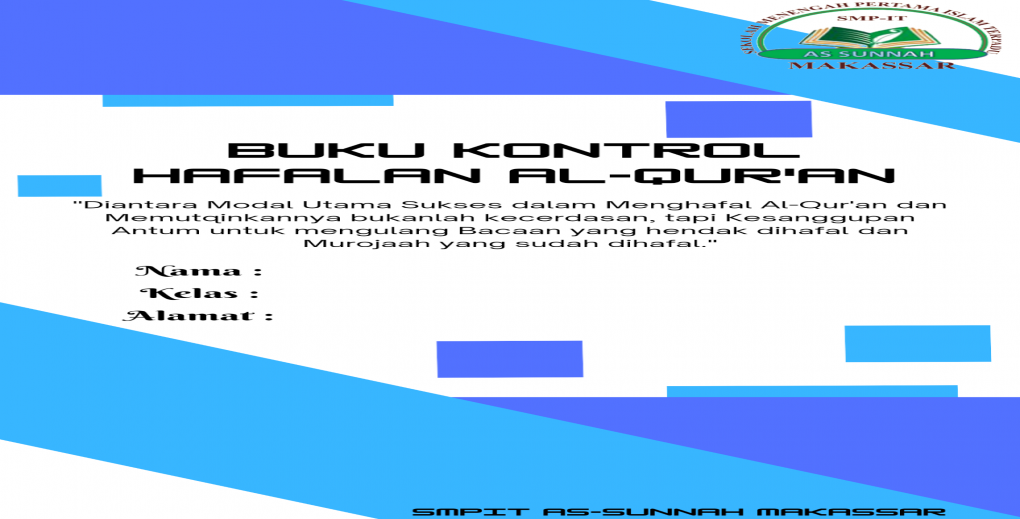 SEKOLAH MENENGAH PERTAMA ISLAM TERPADU
SMP-IT
AS SUNNAH
MAKASSAR
BUKU KONTROL
HAFALAN AL-QUR'AN
"Diantara Modal Utama Sukses dalam Menghafal Al-Qur'an dan
Memutqinkannya bukanlah kecerdasan, tapi Kesanggupan
Antum untuk mengulang Bacaan yang hendak dihafal dan
Murojaah yang sudah dihafal."
Nama :
Kelas :
Alamat :
SMPIT AS-SUNNAH MAKASSAR